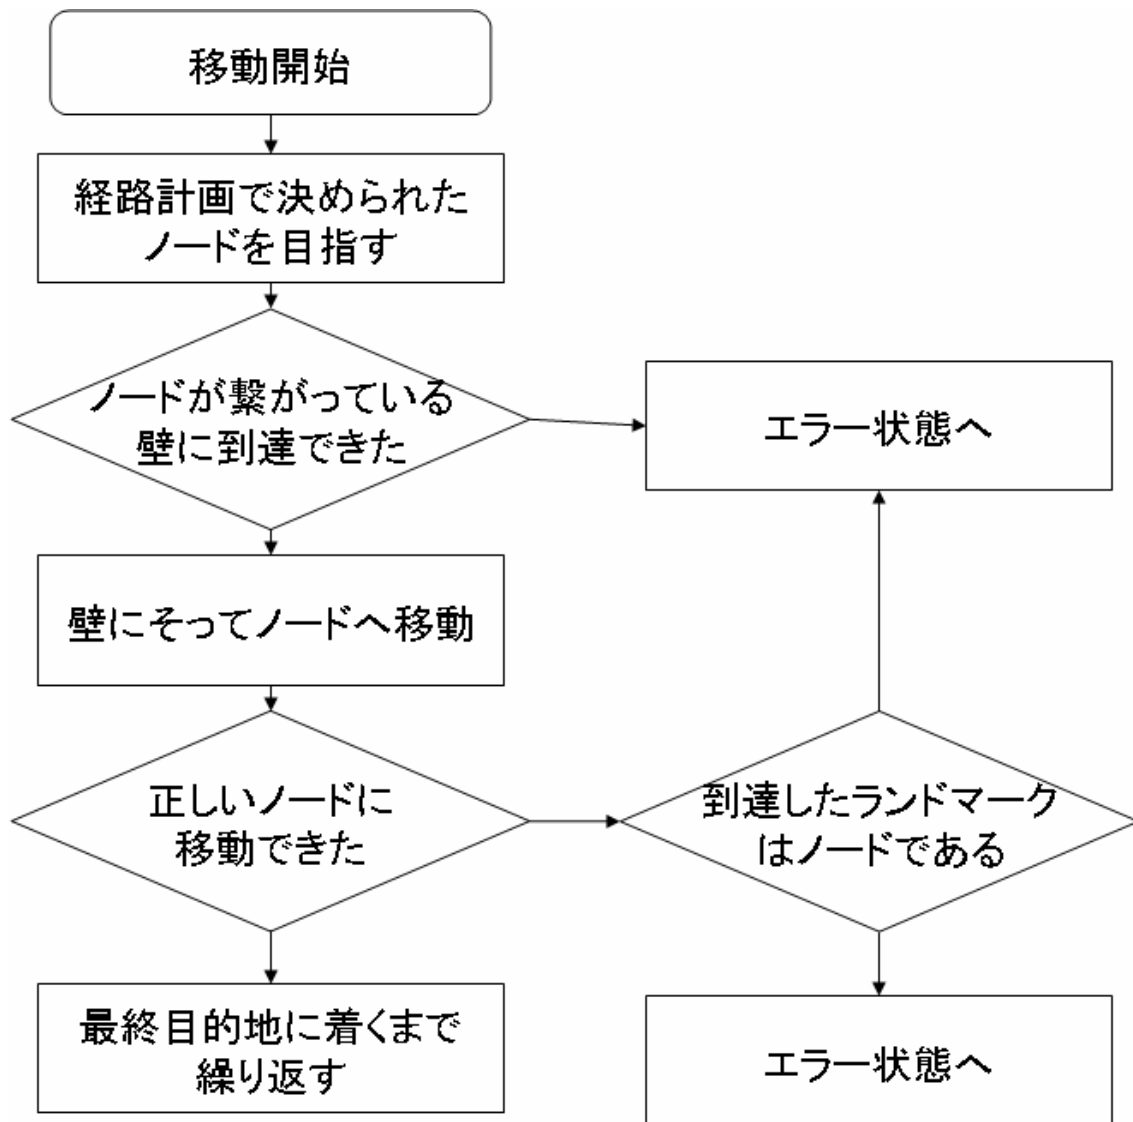 移動開始
経路計画で決められた
ノードを目指す
ノードが繋がっている
壁に到達できた
エラー状態へ
壁にそってノードへ移動
正しいノードに
移動できた
到達したランドマーク
はノードである
最終目的地に着くまで
繰り返す
エラー状態へ